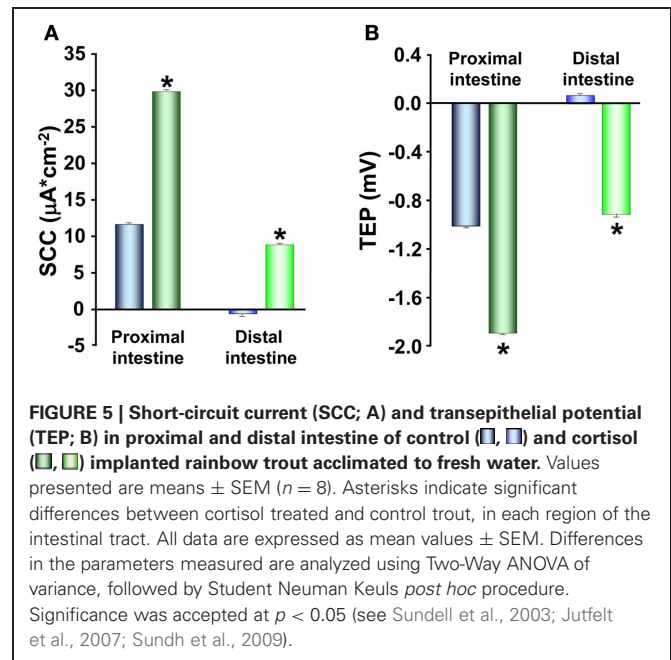 A
35
30
25
20
15
10
5
0
-5
SCC (µA*cm-2)
*
*
Proximal
intestine
Distal
intestine
B
0.4
0.0
-0.4
-0.8
-1.2
-1.6
-2.0
TEP (mV)
Proximal
intestine
Distal
intestine
*
*
FIGURE 5 | Short-circuit current (SCC; A) and transepithelial potential
(TEP; B) in proximal and distal intestine of control (■, ■) and cortisol
(■, ■) implanted rainbow trout acclimated to fresh water. Values
presented are means ± SEM (n = 8). Asterisks indicate significant
differences between cortisol treated and control trout, in each region of the
intestinal tract. All data are expressed as mean values ± SEM. Differences
in the parameters measured are analyzed using Two-Way ANOVA of
variance, followed by Student Neuman Keuls post hoc procedure.
Significance was accepted at p < 0.05 (see Sundell et al., 2003; Jutfelt
et al., 2007; Sundh et al., 2009).